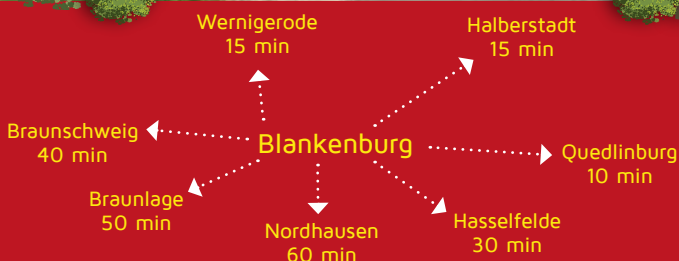 Wernigerode
15 min
Halberstadt
15 min
Braunschweig
40 min
Blankenburg
Quedlinburg
10 min
Braunlage
50 min
Nordhausen
60 min
Hasselfelde
30 min